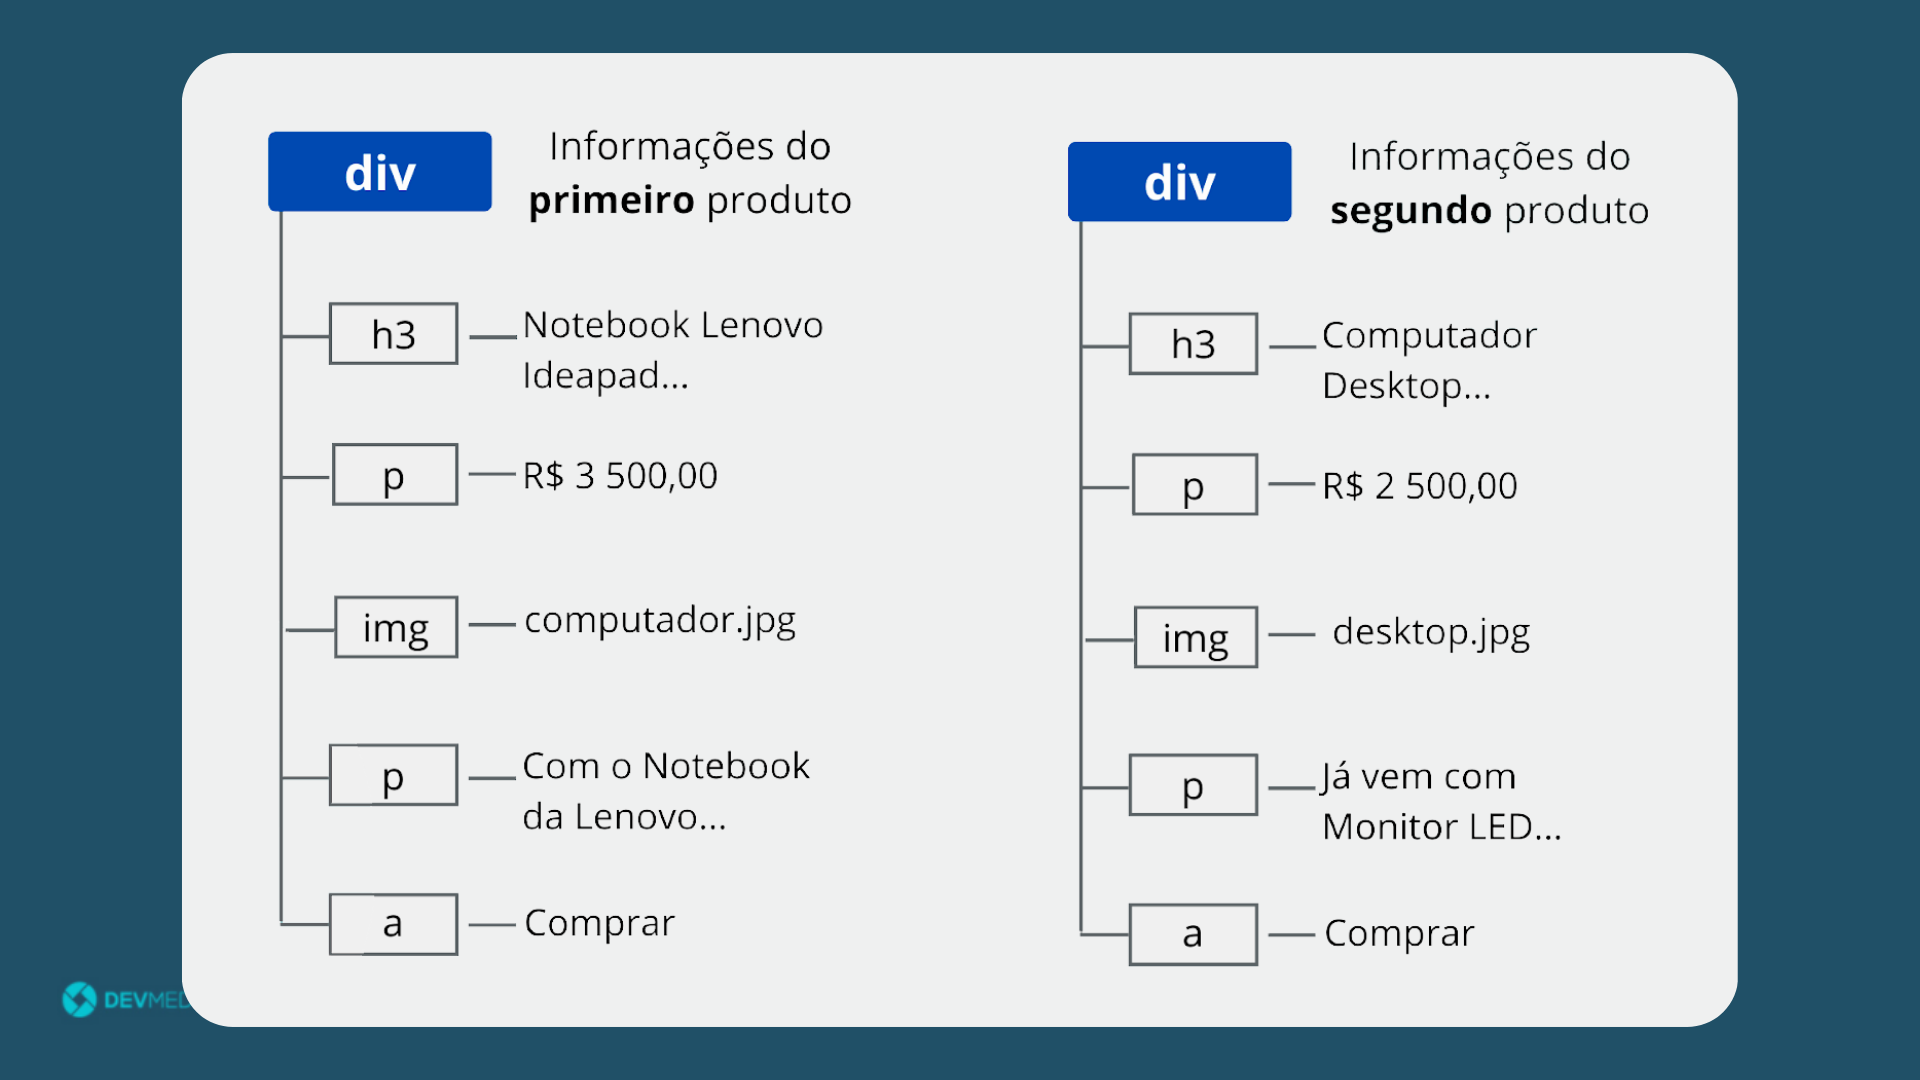 div
Informações do
primeiro produto
h3
Notebook Lenovo
Ideapad...
p
R$ 3 500,00
img
computador.jpg
p
Com o Notebook
da Lenovo...
a
Comprar
div
Informações do
segundo produto
h3
Computador
Desktop...
p
R$ 2 500,00
img
desktop.jpg
p
Já vem com
Monitor LED...
a
Comprar
DEVMED